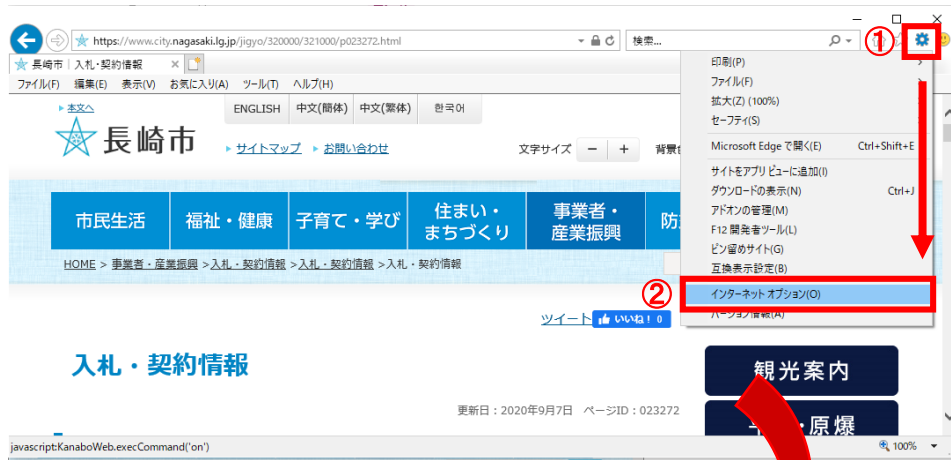 ①
https://www.city.nagasaki.lg.jp/jigyo/320000/321000/p023272.html
検索...
長崎市｜入札・契約情報
ファイル(F) 編集(E) 表示(V) お気に入り(A) ツール(T) ヘルプ(H)
本文へ
ENGLISH 中文(簡体) 中文(繁体) 한국어
長崎市
サイトマップ お問い合わせ
文字サイズ － ＋ 背景
市民生活
福祉・健康
子育て・学び
住まい・
まちづくり
事業者・
産業振興
防
HOME > 事業者・産業振興 >入札・契約情報 >入札・契約情報 >入札・契約情報
印刷(P)
ファイル(F)
拡大(Z) (100%)
セーフティ(S)
Microsoft Edge で開く(E) Ctrl+Shift+E
サイトをアプリ ビューに追加(I)
ダウンロードの表示(N) Ctrl+J
アドオンの管理(M)
F12 開発者ツール(L)
ピン留めサイト(G)
互換表示設定(B)
②
インターネット オプション(O)
バージョン情報(A)
ツイート いいね！ 0
入札・契約情報
更新日：2020年9月7日 ページID：023272
観光案内
・原爆
javascript:KanaboWeb.execCommand('on')
100%